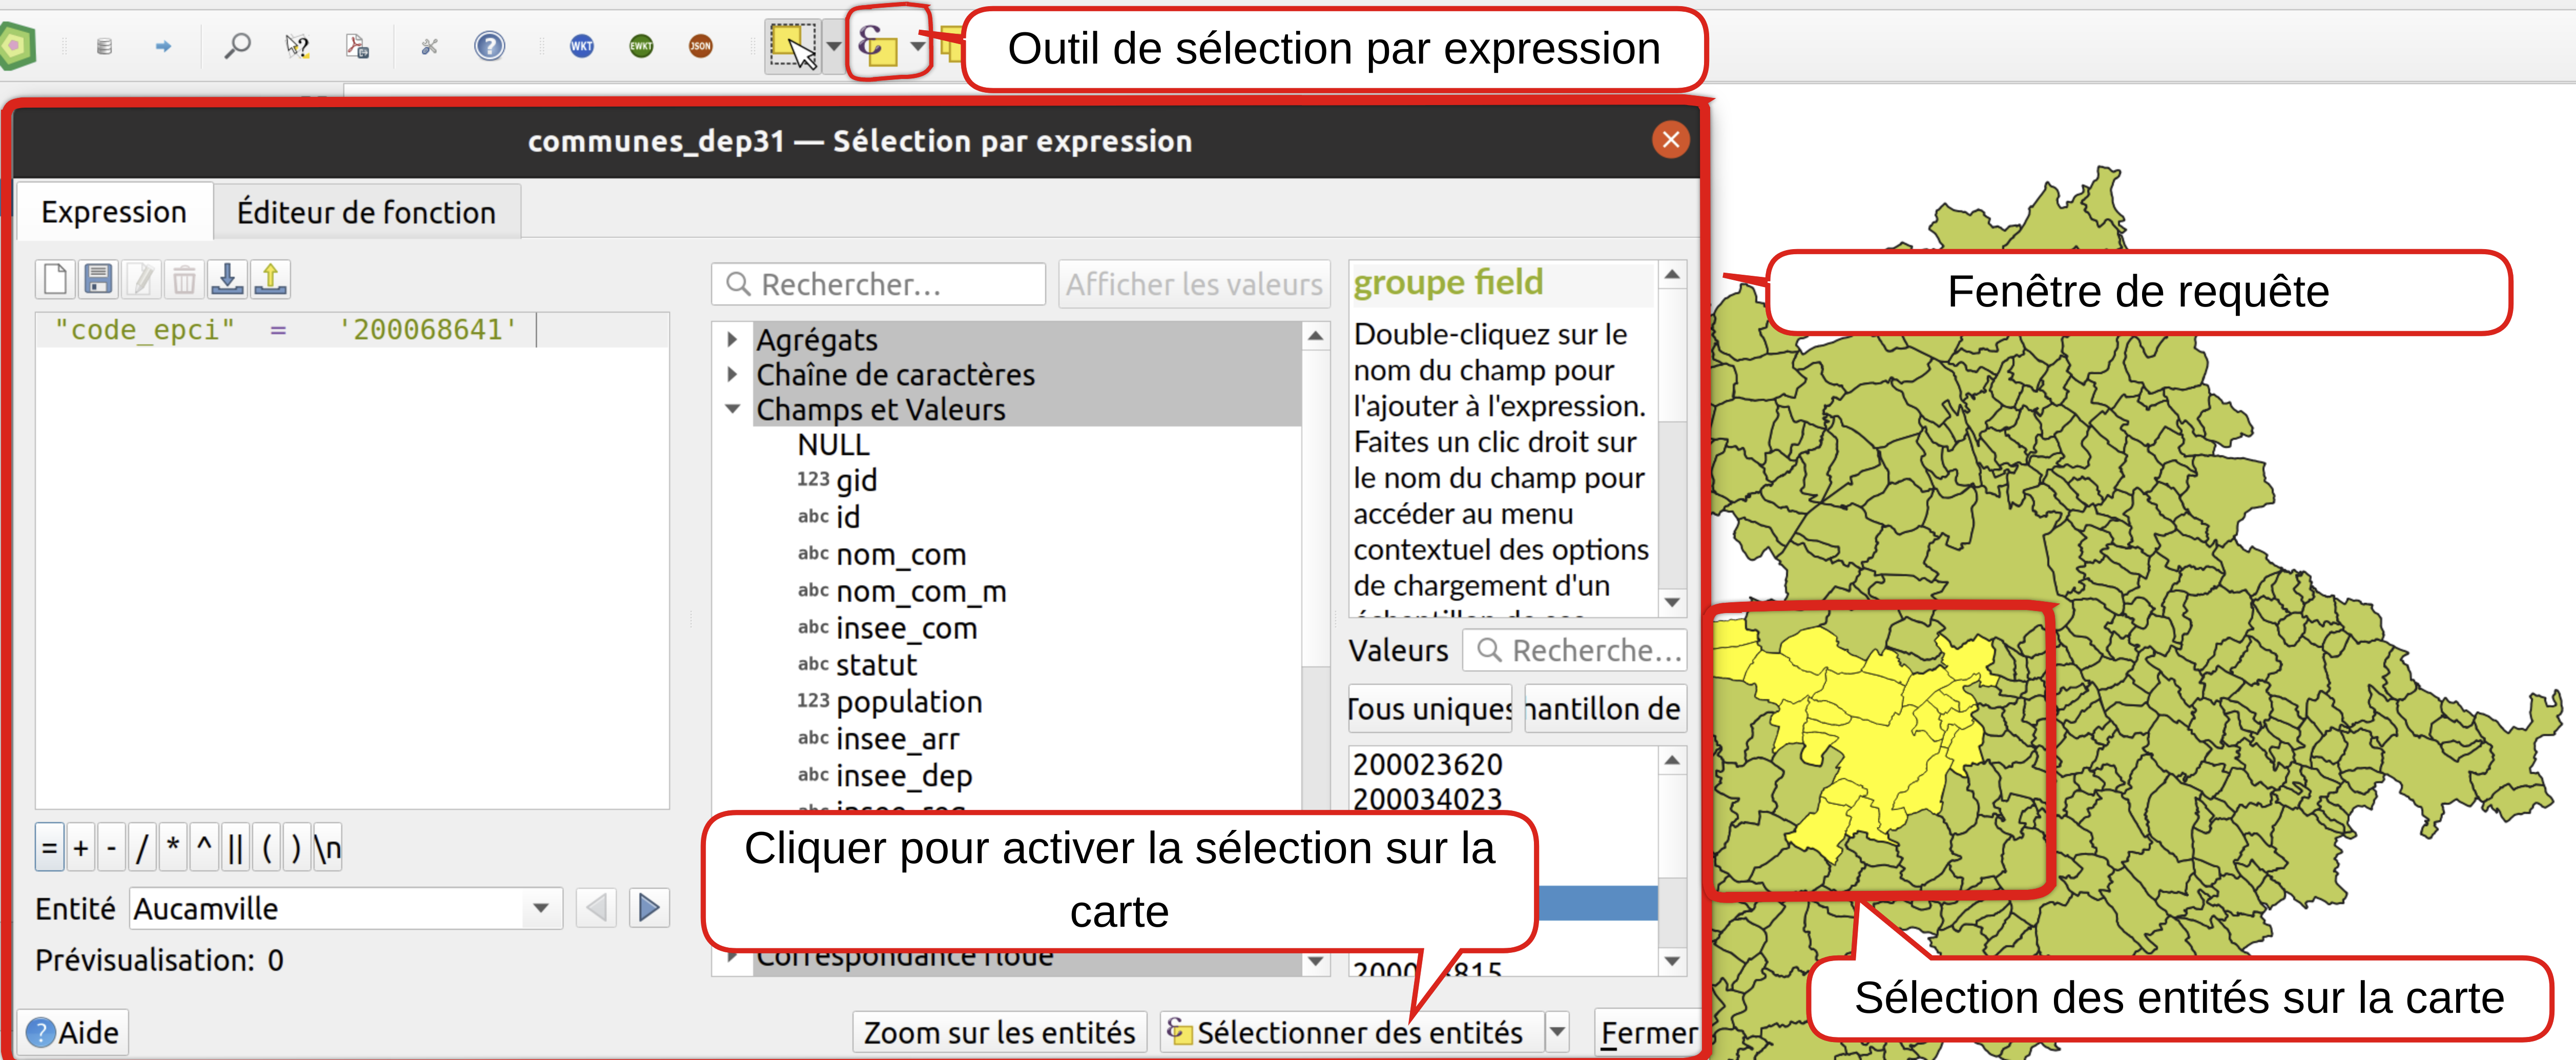 WKT
EWKT
JSON
Outil de sélection par expression
communes_dep31 — Sélection par expression
Expression
Éditeur de fonction
Rechercher...
Afficher les valeurs
"code_epci" = '200068641'
Agrégats
Chaîne de caractères
Champs et Valeurs
NULL
123 gid
abc id
abc nom_com
abc nom_com_m
abc insee_com
abc statut
123 population
abc insee_arr
abc insee_dep
groupe field
Double-cliquez sur le
nom du champ pour
l'ajouter à l'expression.
Faites un clic droit sur
le nom du champ pour
accéder au menu
contextuel des options
de chargement d'un
Valeurs
Recherche...
Tous uniques
hantillon de
200023620
200034023
Fenêtre de requête
= + - / * ^ || ( ) \n
Entité Aucamville
Prévisualisation: 0
Cliquer pour activer la sélection sur la
carte
Correspondance floue
Sélection des entités sur la carte
Aide
Zoom sur les entités
Sélectionner des entités
Fermer